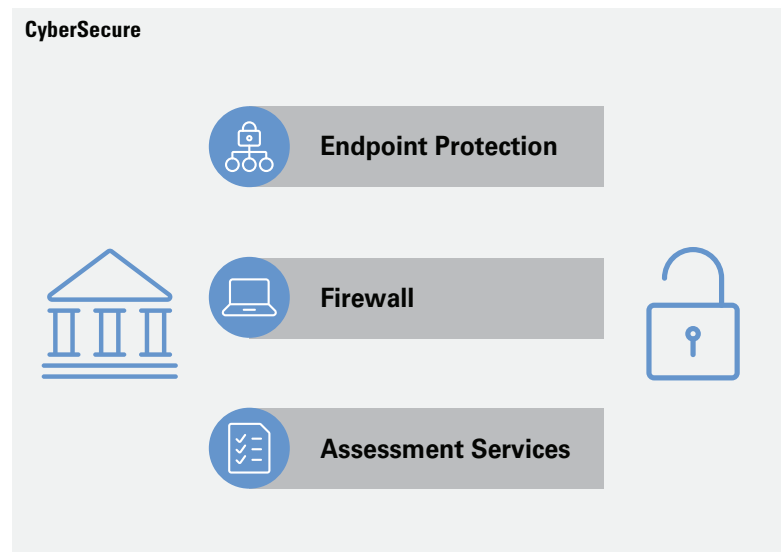 CyberSecure
Endpoint Protection
Firewall
Assessment Services